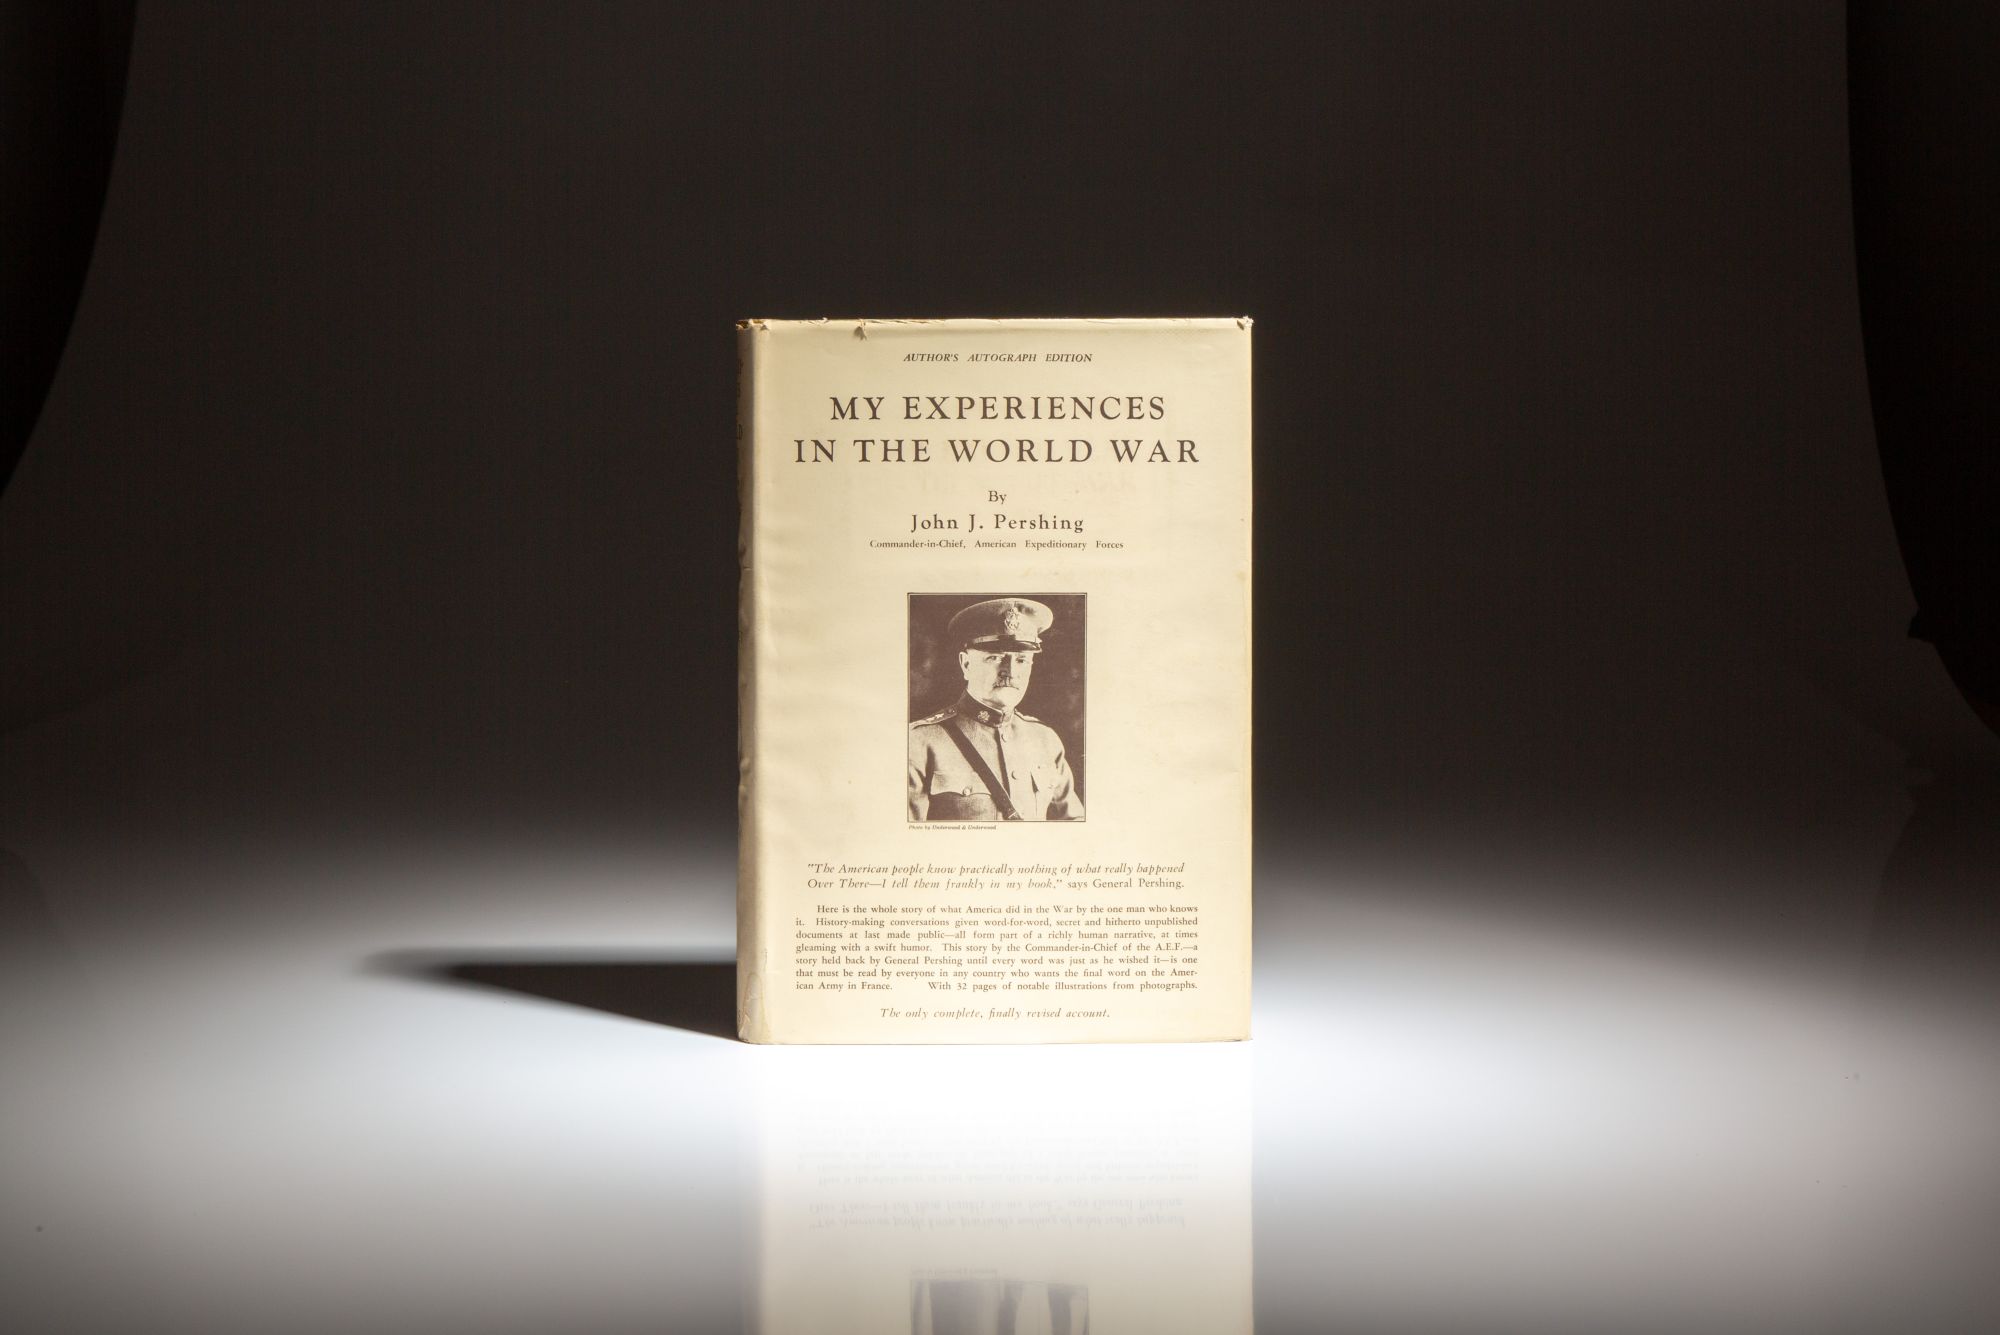 AUTHOR'S AUTOGRAPH EDITION
MY EXPERIENCES
IN THE WORLD WAR
By
John J. Pershing
Commander-in-Chief, American Expeditionary Forces
Photo by Underwood & Underwood
"The American people know practically nothing of what really happened
Over There—I tell them frankly in my book," says General Pershing.
Here is the whole story of what America did in the War by the one man who knows
it. History-making conversations given word-for-word, secret and hitherto unpublished
documents at last made public—all form part of a richly human narrative, at times
gleaming with a swift humor. This story by the Commander-in-Chief of the A.E.F.—a
story held back by General Pershing until every word was just as he wished it—is one
that must be read by everyone in any country who wants the final word on the Amer-
ican Army in France. With 32 pages of notable illustrations from photographs.
The only complete, finally revised account.